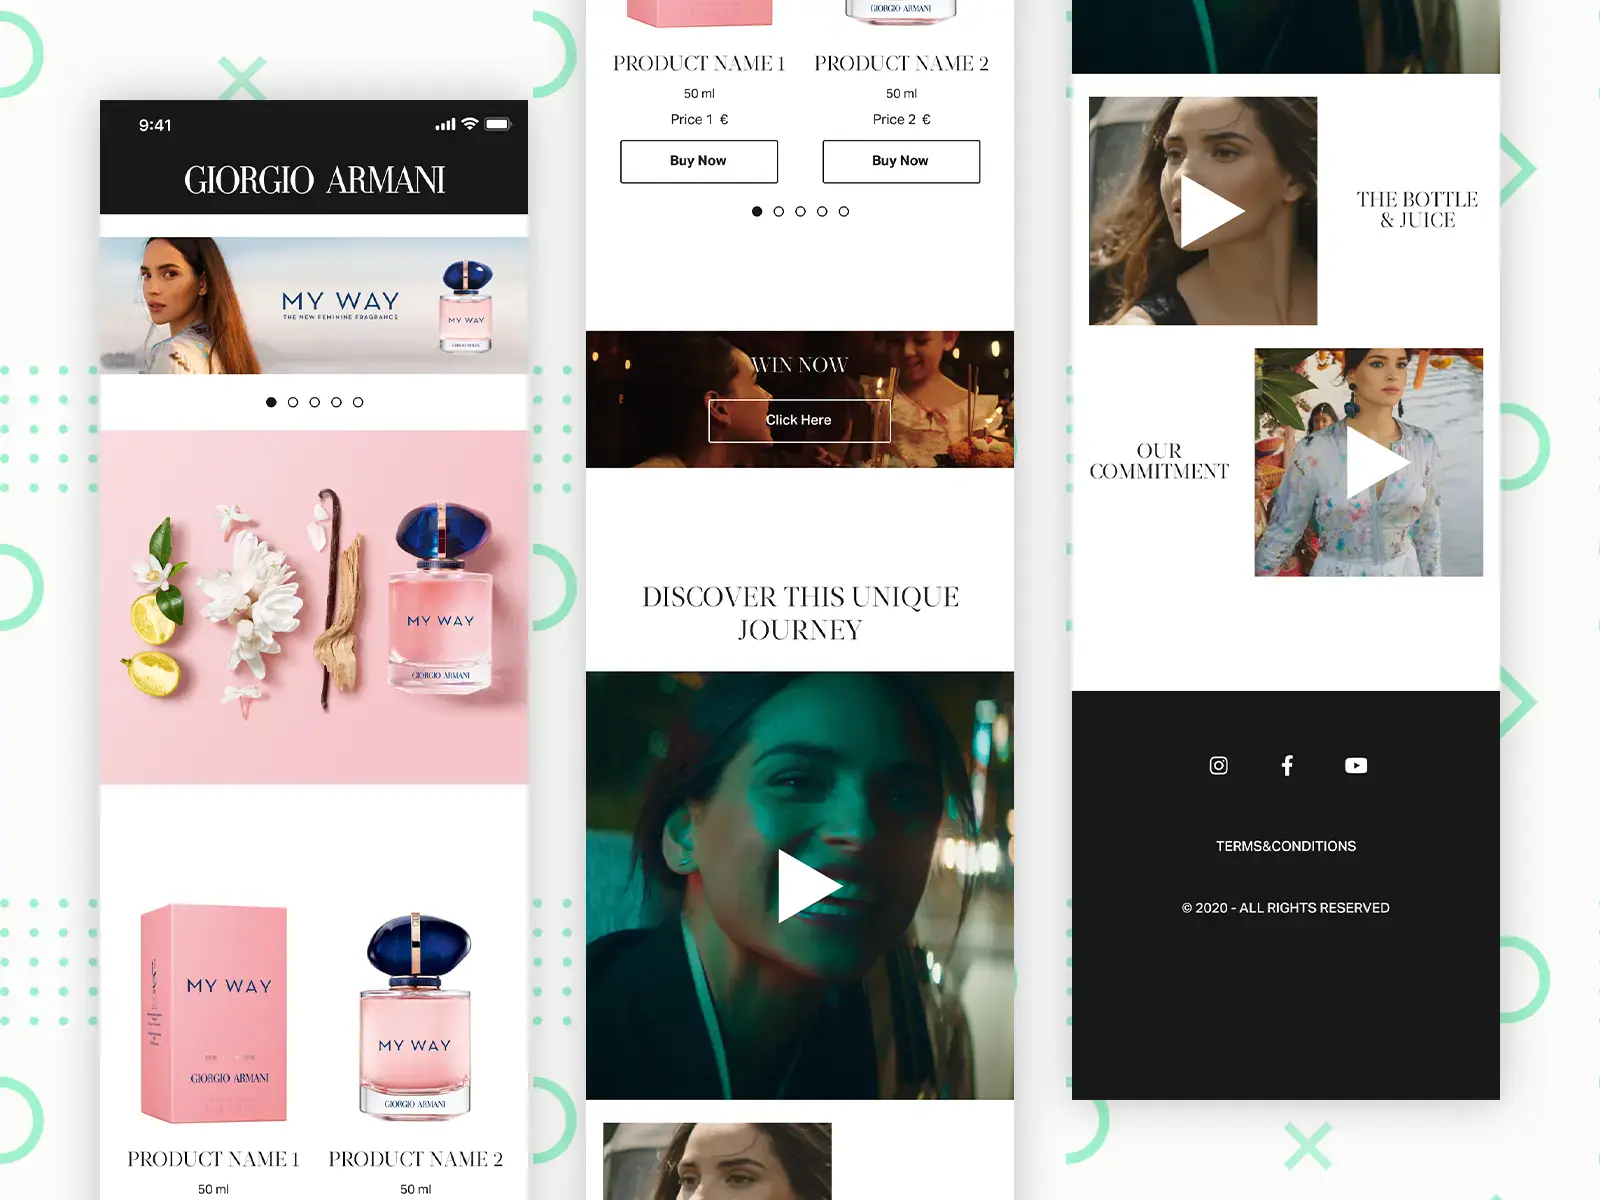 9:41
GIORGIO ARMANI
MY WAY
THE NEW FEMININE FRAGRANCE
MY WAY
GIORGIO ARMANI
MY WAY
GIORGIO ARMANI
MY WAY
GIORGIO ARMANI
MY WAY
GIORGIO ARMANI
PRODUCT NAME 1
50 ml
PRODUCT NAME 2
50 ml
GIORGIO ARMANI
PRODUCT NAME 1
50 ml
Price 1 €
Buy Now
PRODUCT NAME 2
50 ml
Price 2 €
Buy Now
WIN NOW
Click Here
DISCOVER THIS UNIQUE
JOURNEY
THE BOTTLE
& JUICE
OUR
COMMITMENT
TERMS&CONDITIONS
© 2020 - ALL RIGHTS RESERVED